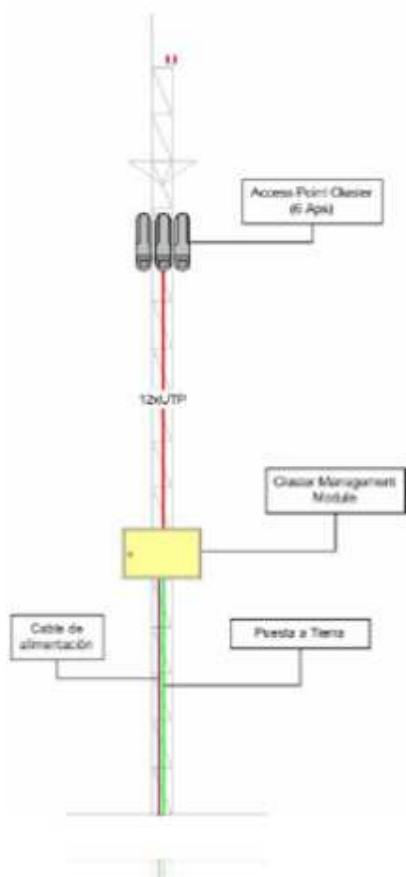 Access Point Cluster
(6 Aps)
12xUTP
Cluster Management
Module
Cable de
alimentación
Puesta a Tierra